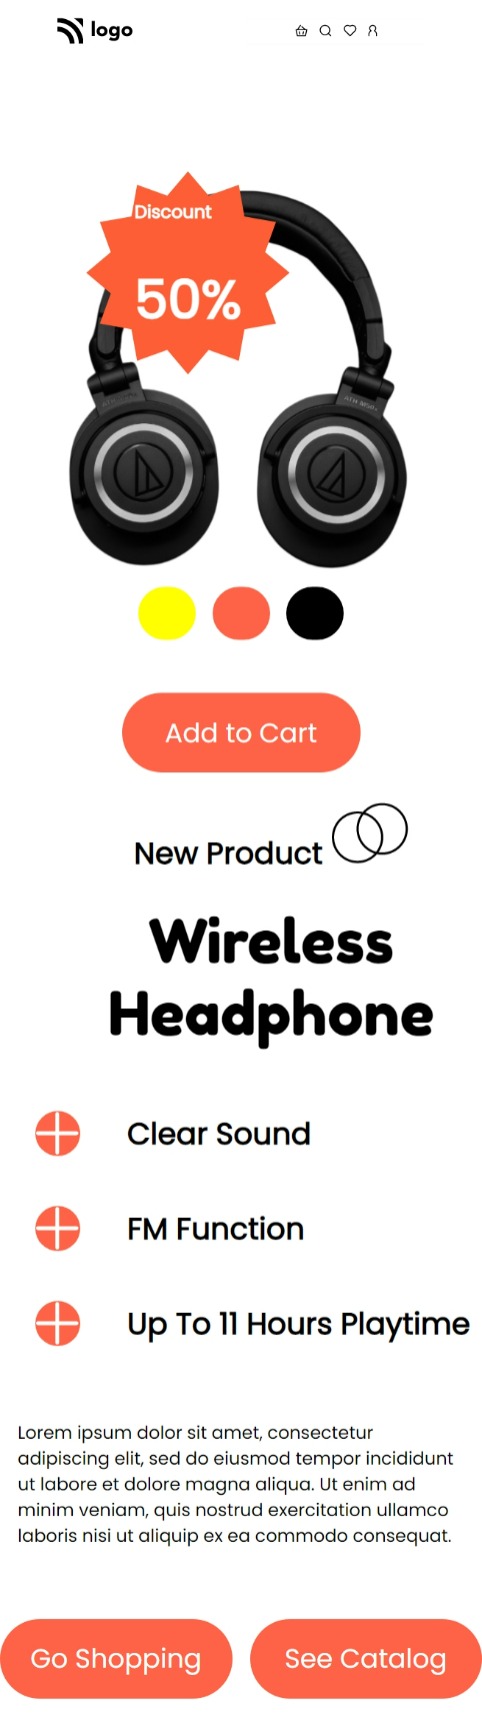 logo
Discount
50%
Add to Cart
New Product
Wireless
Headphone
Clear Sound
FM Function
Up To 11 Hours Playtime
Lorem ipsum dolor sit amet, consectetur
adipiscing elit, sed do eiusmod tempor incididunt
ut labore et dolore magna aliqua. Ut enim ad
minim veniam, quis nostrud exercitation ullamco
laboris nisi ut aliquip ex ea commodo consequat.
Go Shopping
See Catalog